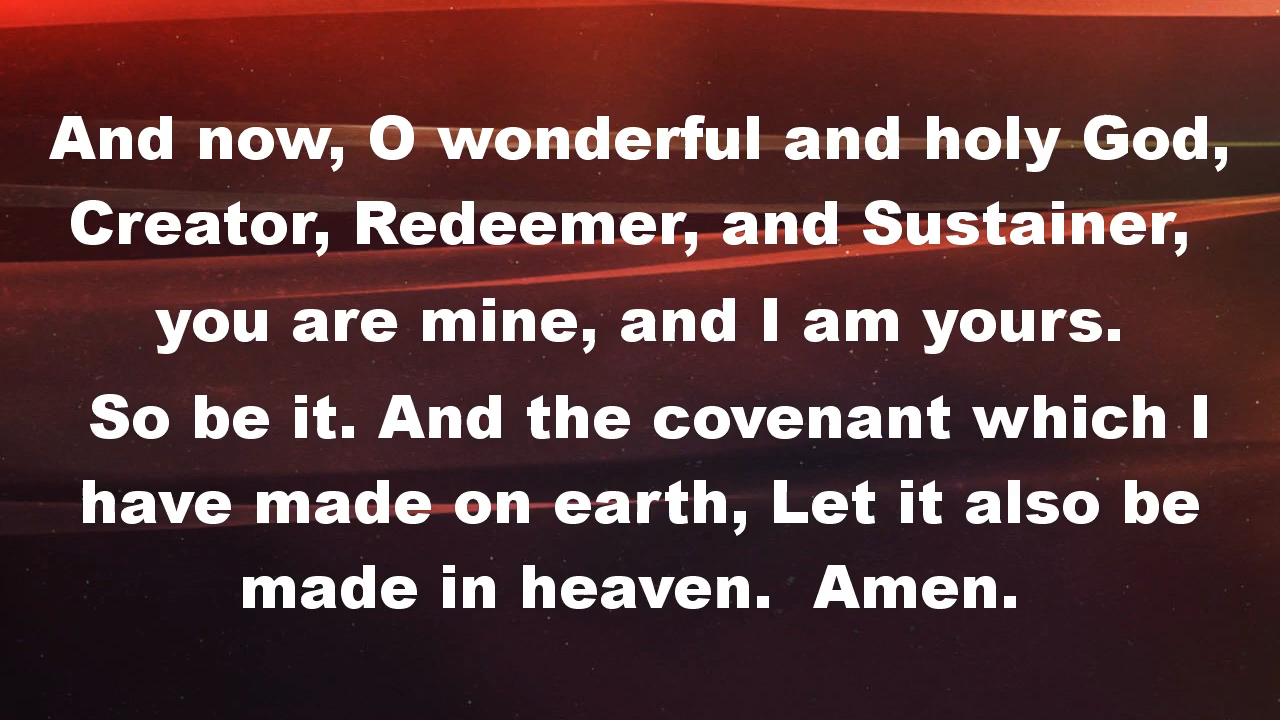 And now, O wonderful and holy God,
Creator, Redeemer, and Sustainer,
you are mine, and I am yours.
So be it. And the covenant which I
have made on earth, Let it also be
made in heaven.  Amen.